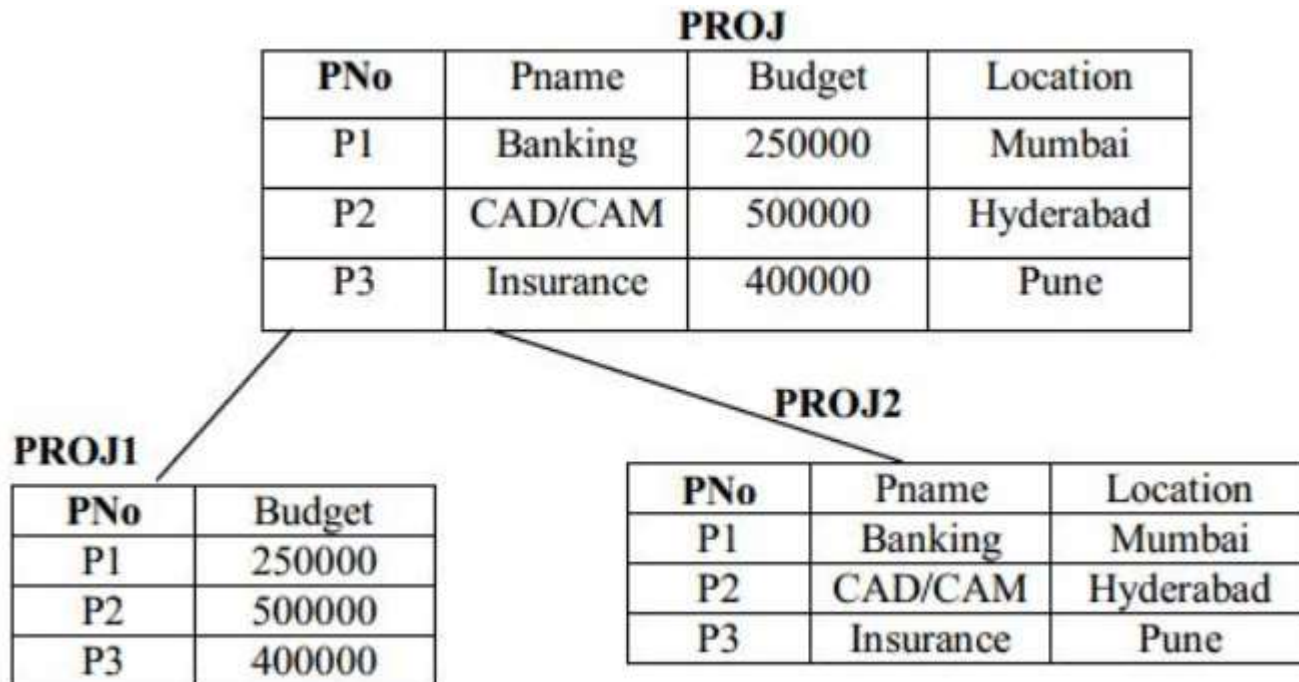 PROJ
PNo Pname Budget Location
P1 Banking 250000 Mumbai
P2 CAD/CAM 500000 Hyderabad
P3 Insurance 400000 Pune
PROJ1
PNo Budget
P1 250000
P2 500000
P3 400000
PROJ2
PNo Pname Location
P1 Banking Mumbai
P2 CAD/CAM Hyderabad
P3 Insurance Pune